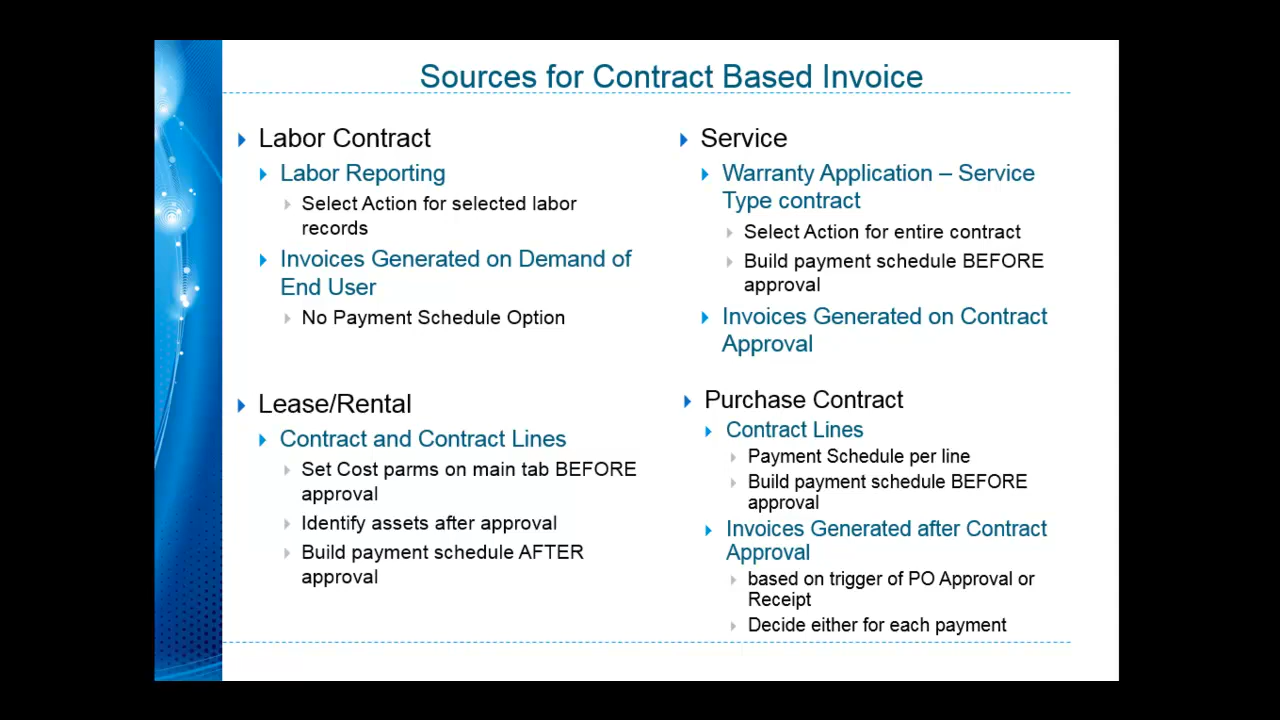 Sources for Contract Based Invoice
Labor Contract
Labor Reporting
Select Action for selected labor
records
Invoices Generated on Demand of
End User
No Payment Schedule Option
Service
Warranty Application – Service
Type contract
Select Action for entire contract
Build payment schedule BEFORE
approval
Invoices Generated on Contract
Approval
Lease/Rental
Contract and Contract Lines
Set Cost parms on main tab BEFORE
approval
Identify assets after approval
Build payment schedule AFTER
approval
Purchase Contract
Contract Lines
Payment Schedule per line
Build payment schedule BEFORE
approval
Invoices Generated after Contract
Approval
based on trigger of PO Approval or
Receipt
Decide either for each payment